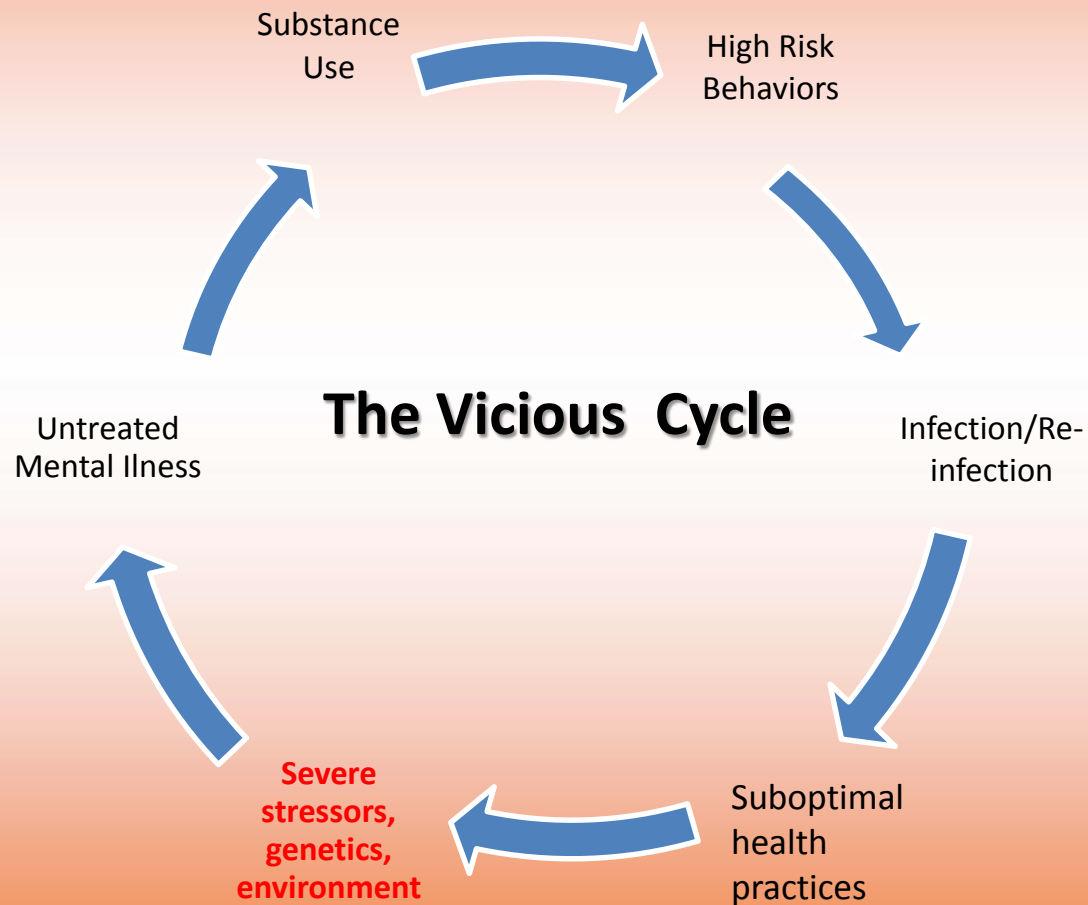 Substance
Use
High Risk
Behaviors
The Vicious Cycle
Untreated
Mental Ilness
Infection/Re-
infection
Severe
stressors,
genetics,
environment
Suboptimal
health
practices